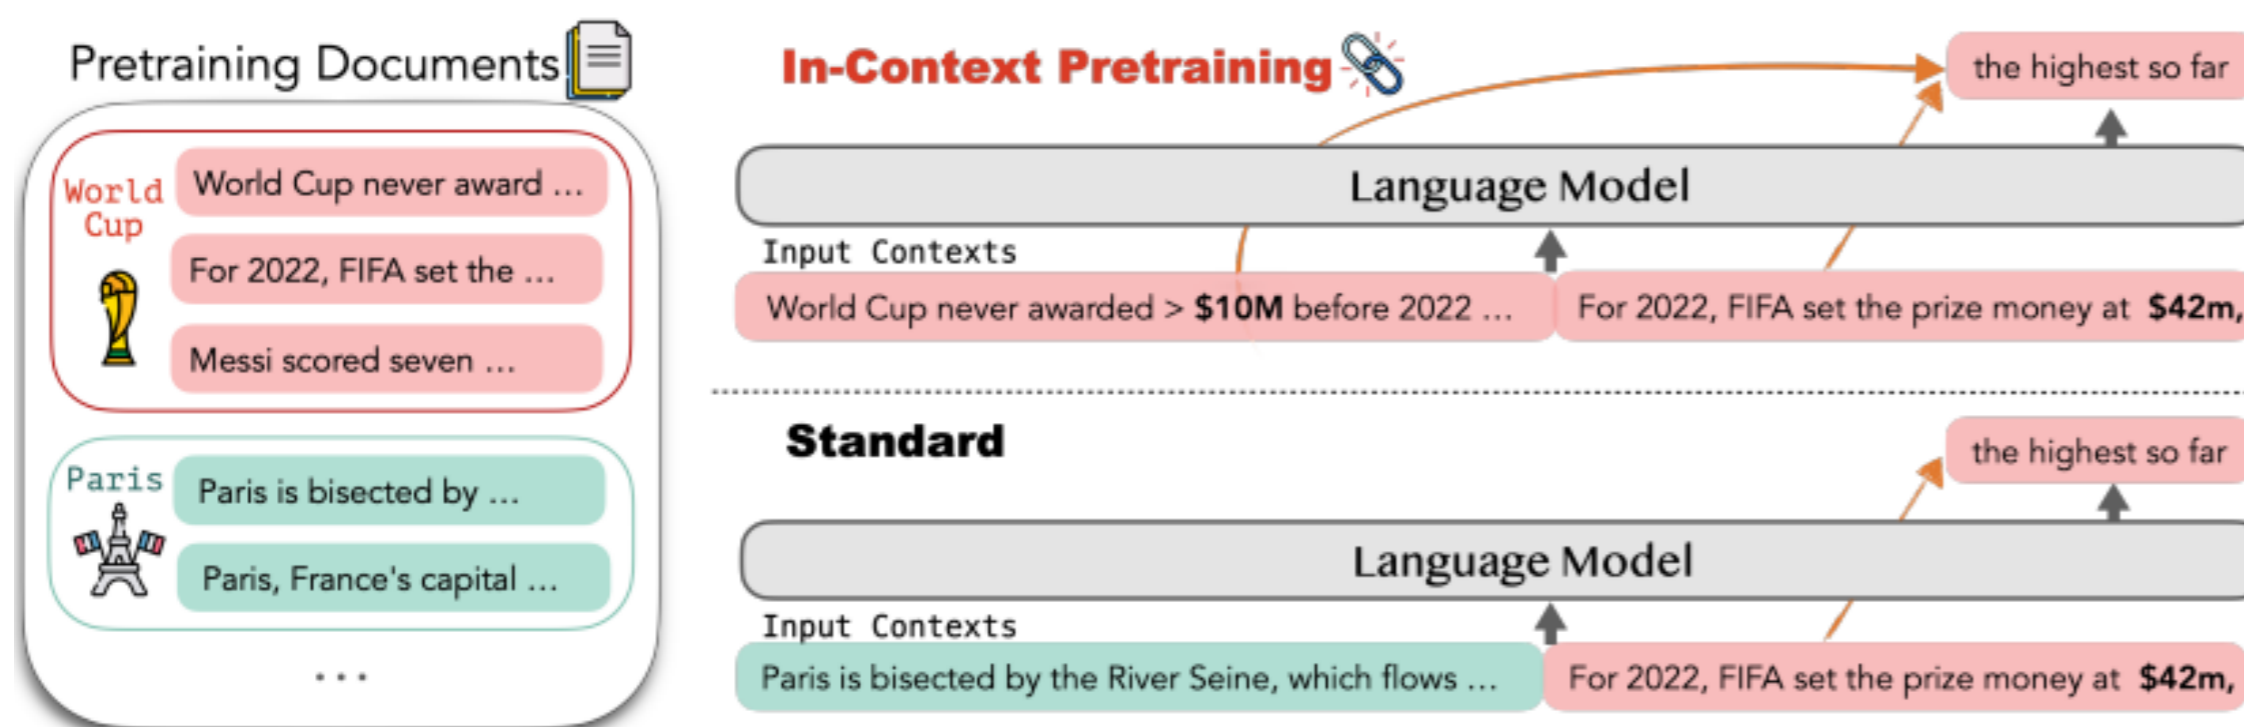 Pretraining Documents
World Cup
World Cup never award ...
For 2022, FIFA set the ...
Messi scored seven ...
Paris
Paris is bisected by ...
Paris, France's capital ...
...
In-Context Pretraining
the highest so far
Language Model
Input Contexts
World Cup never awarded > $10M before 2022 ...
For 2022, FIFA set the prize money at $42m,
Standard
the highest so far
Language Model
Input Contexts
Paris is bisected by the River Seine, which flows ...
For 2022, FIFA set the prize money at $42m,